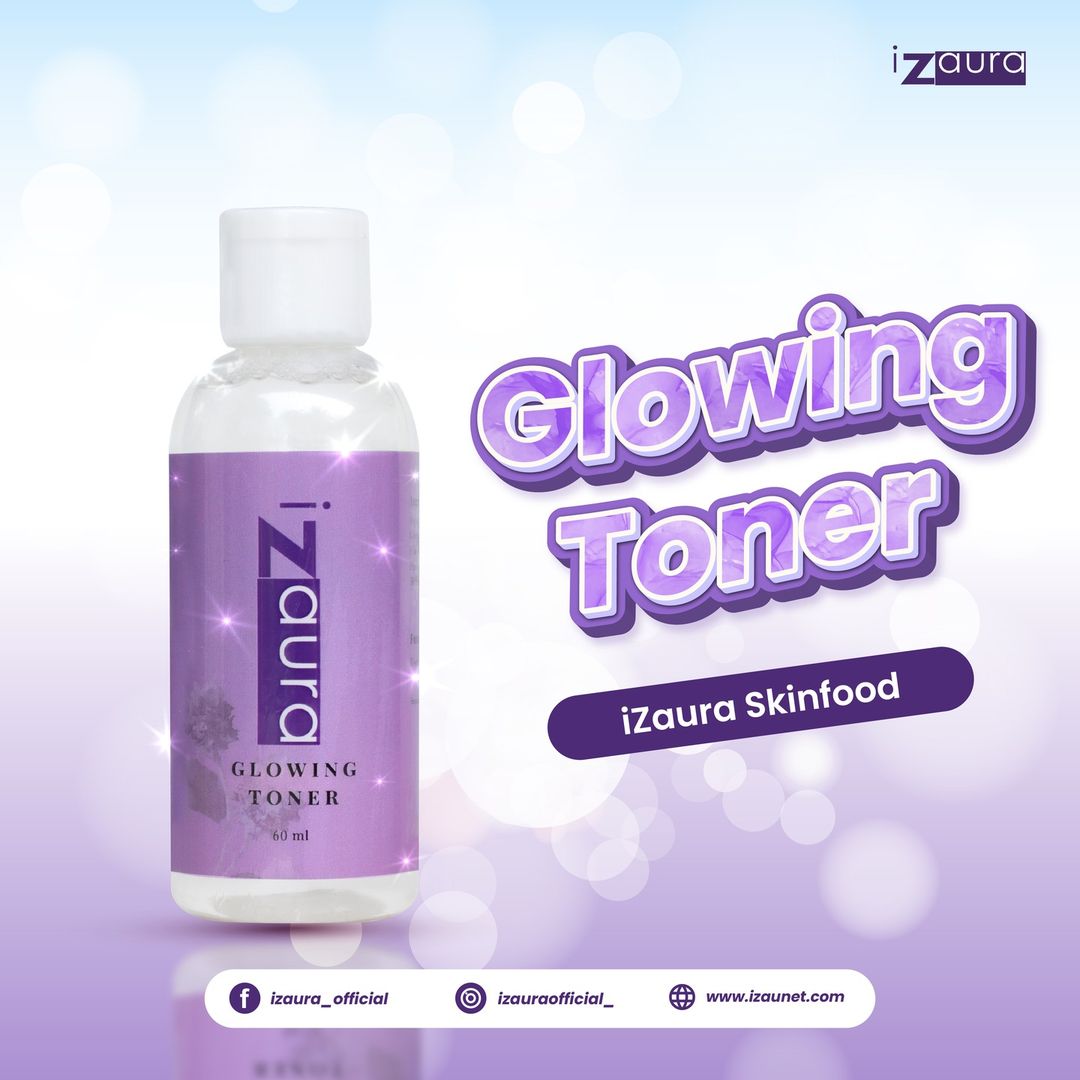 izaura
Glowing
Toner
iZaura Skinfood
izaura
GLOWING
TONER
60 ml
izaura_official
izauraofficial_
www.izaunet.com